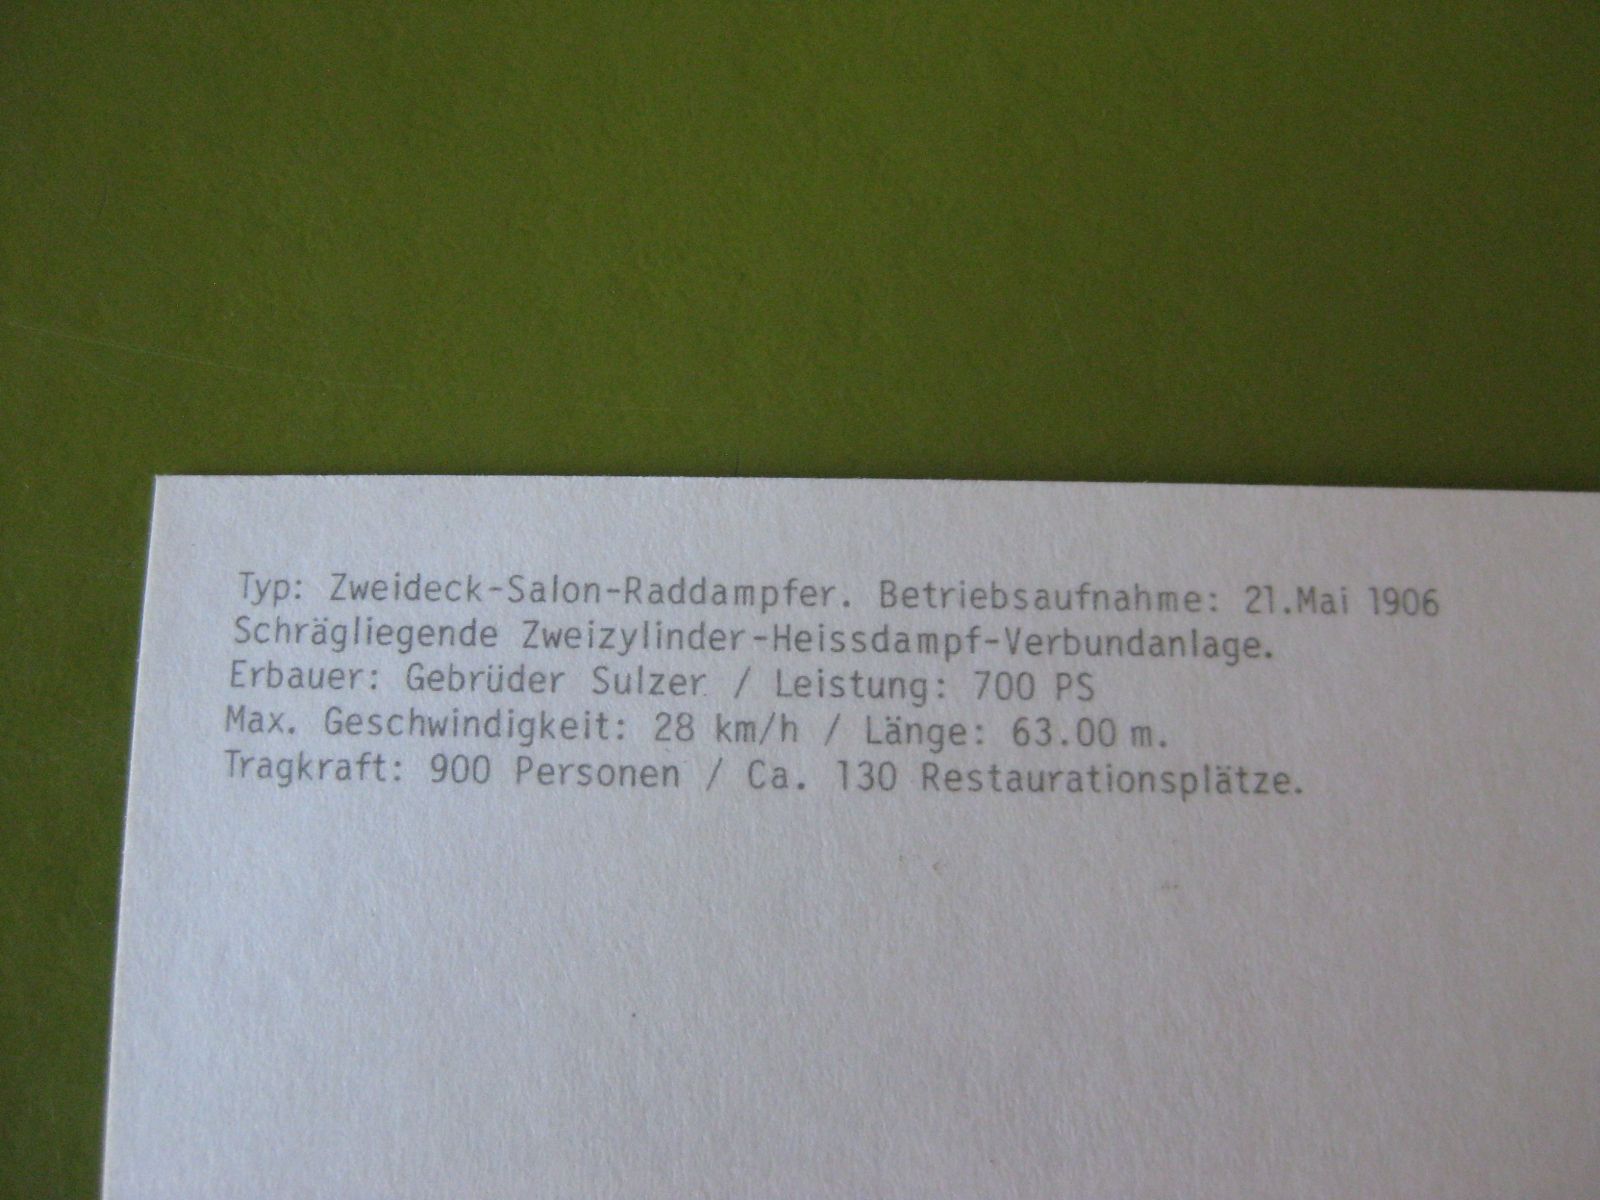 Typ: Zweideck-Salon-Raddampfer. Betriebsaufnahme: 21.Mai 1906
Schrägliegende Zweizylinder-Heissdampf-Verbundanlage.
Erbauer: Gebrüder Sulzer / Leistung: 700 PS
Max. Geschwindigkeit: 28 km/h / Länge: 63.00 m.
Tragkraft: 900 Personen / Ca. 130 Restaurationsplätze.